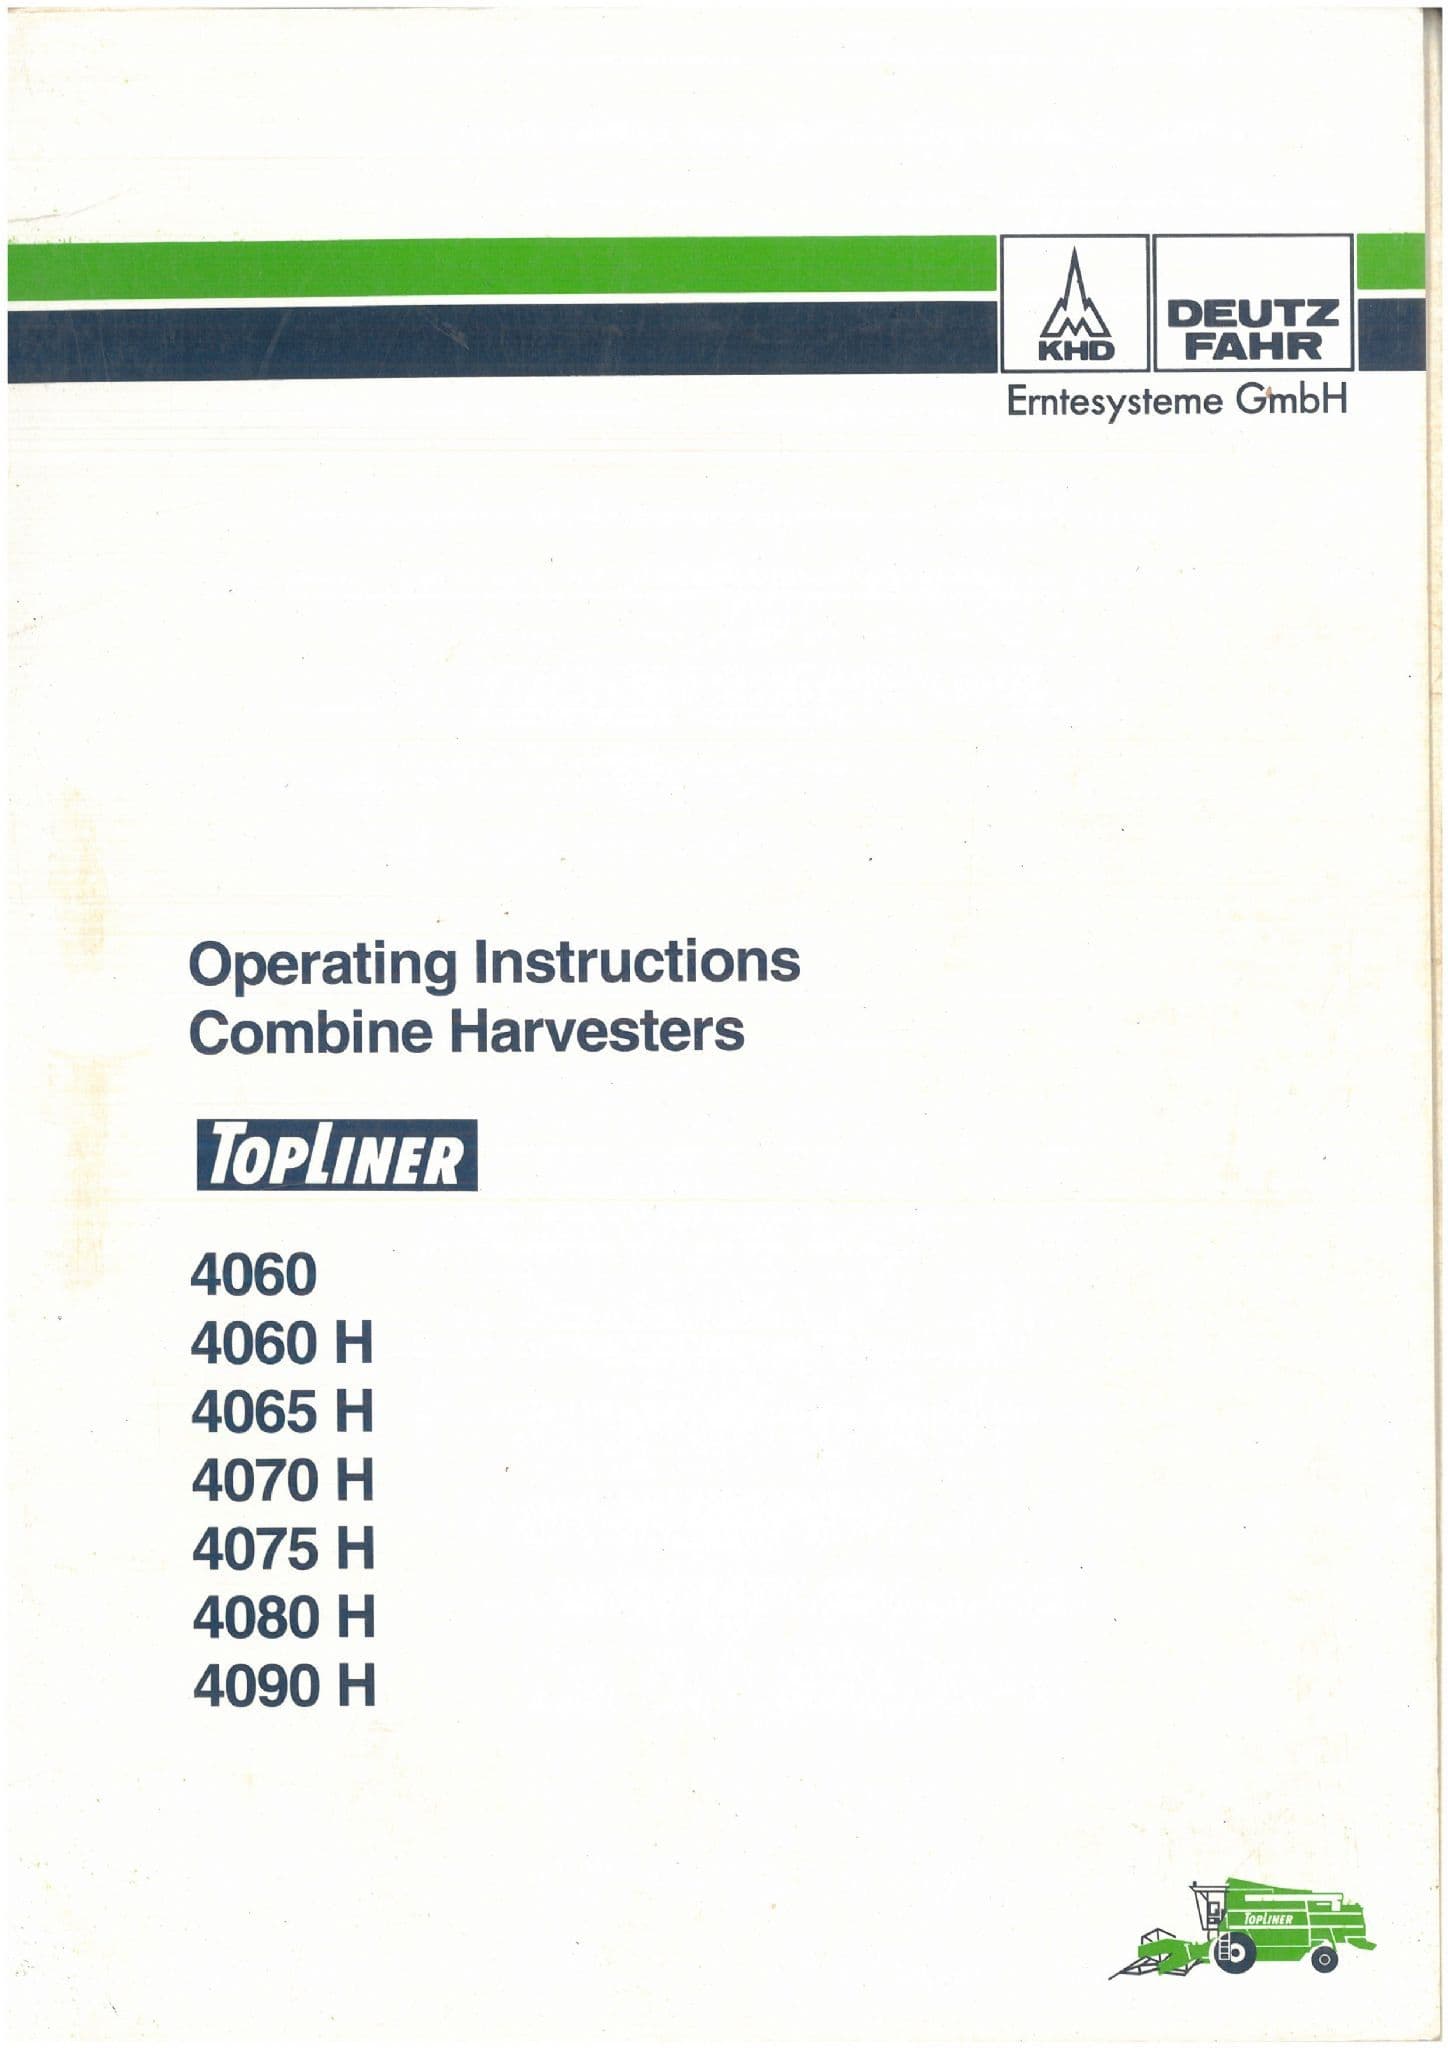 KHD
DEUTZ
FAHR
Erntesysteme GmbH
Operating Instructions
Combine Harvesters
TOPLINER
4060
4060 H
4065 H
4070 H
4075 H
4080 H
4090 H
TOPLINER